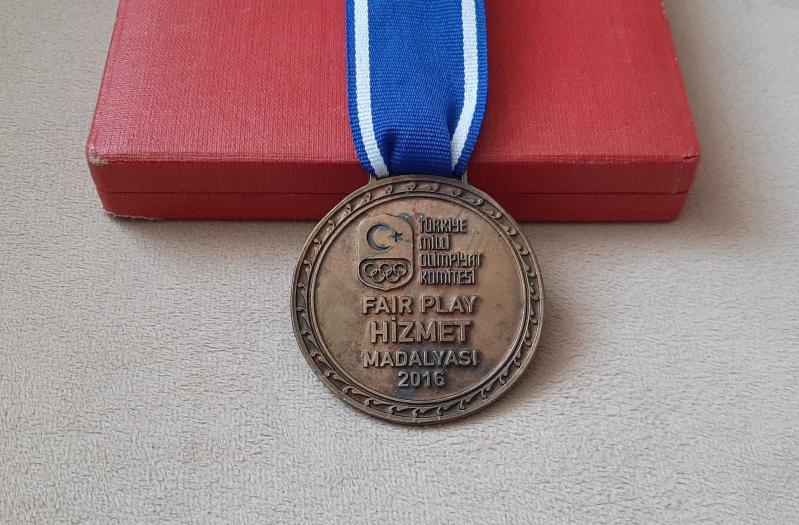 TÜRKİYE
MİLLİ
OLİMPİYAT
KOMİTESİ
FAIR PLAY
HİZMET
MADALYASI
2016